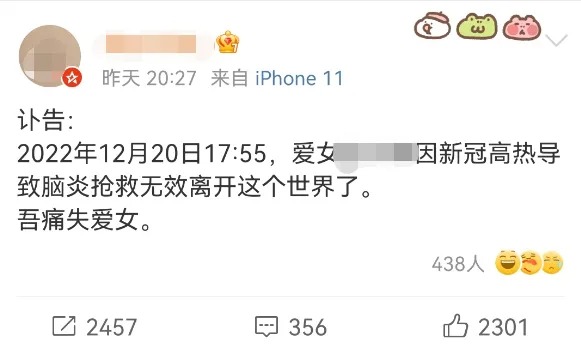 昨天 20:27 来自 iPhone 11
讣告：
2022年12月20日17:55，爱女因新冠高热导
致脑炎抢救无效离开这个世界了。
吾痛失爱女。
438人
2457 356 2301